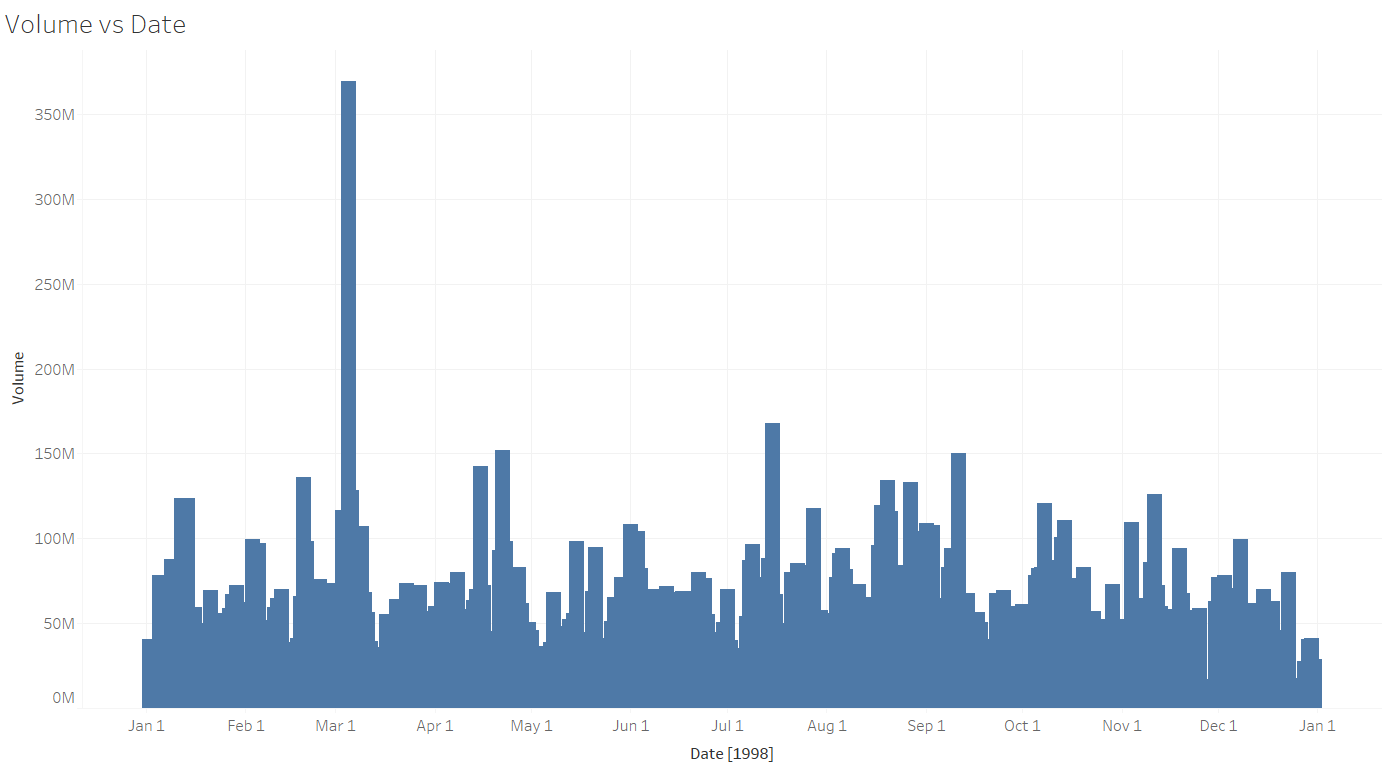 Volume vs Date
350M
300M
250M
200M
150M
100M
50M
0M
Volume
Jan 1 Feb 1 Mar 1 Apr 1 May 1 Jun 1 Jul 1 Aug 1 Sep 1 Oct 1 Nov 1 Dec 1 Jan 1
Date [1998]